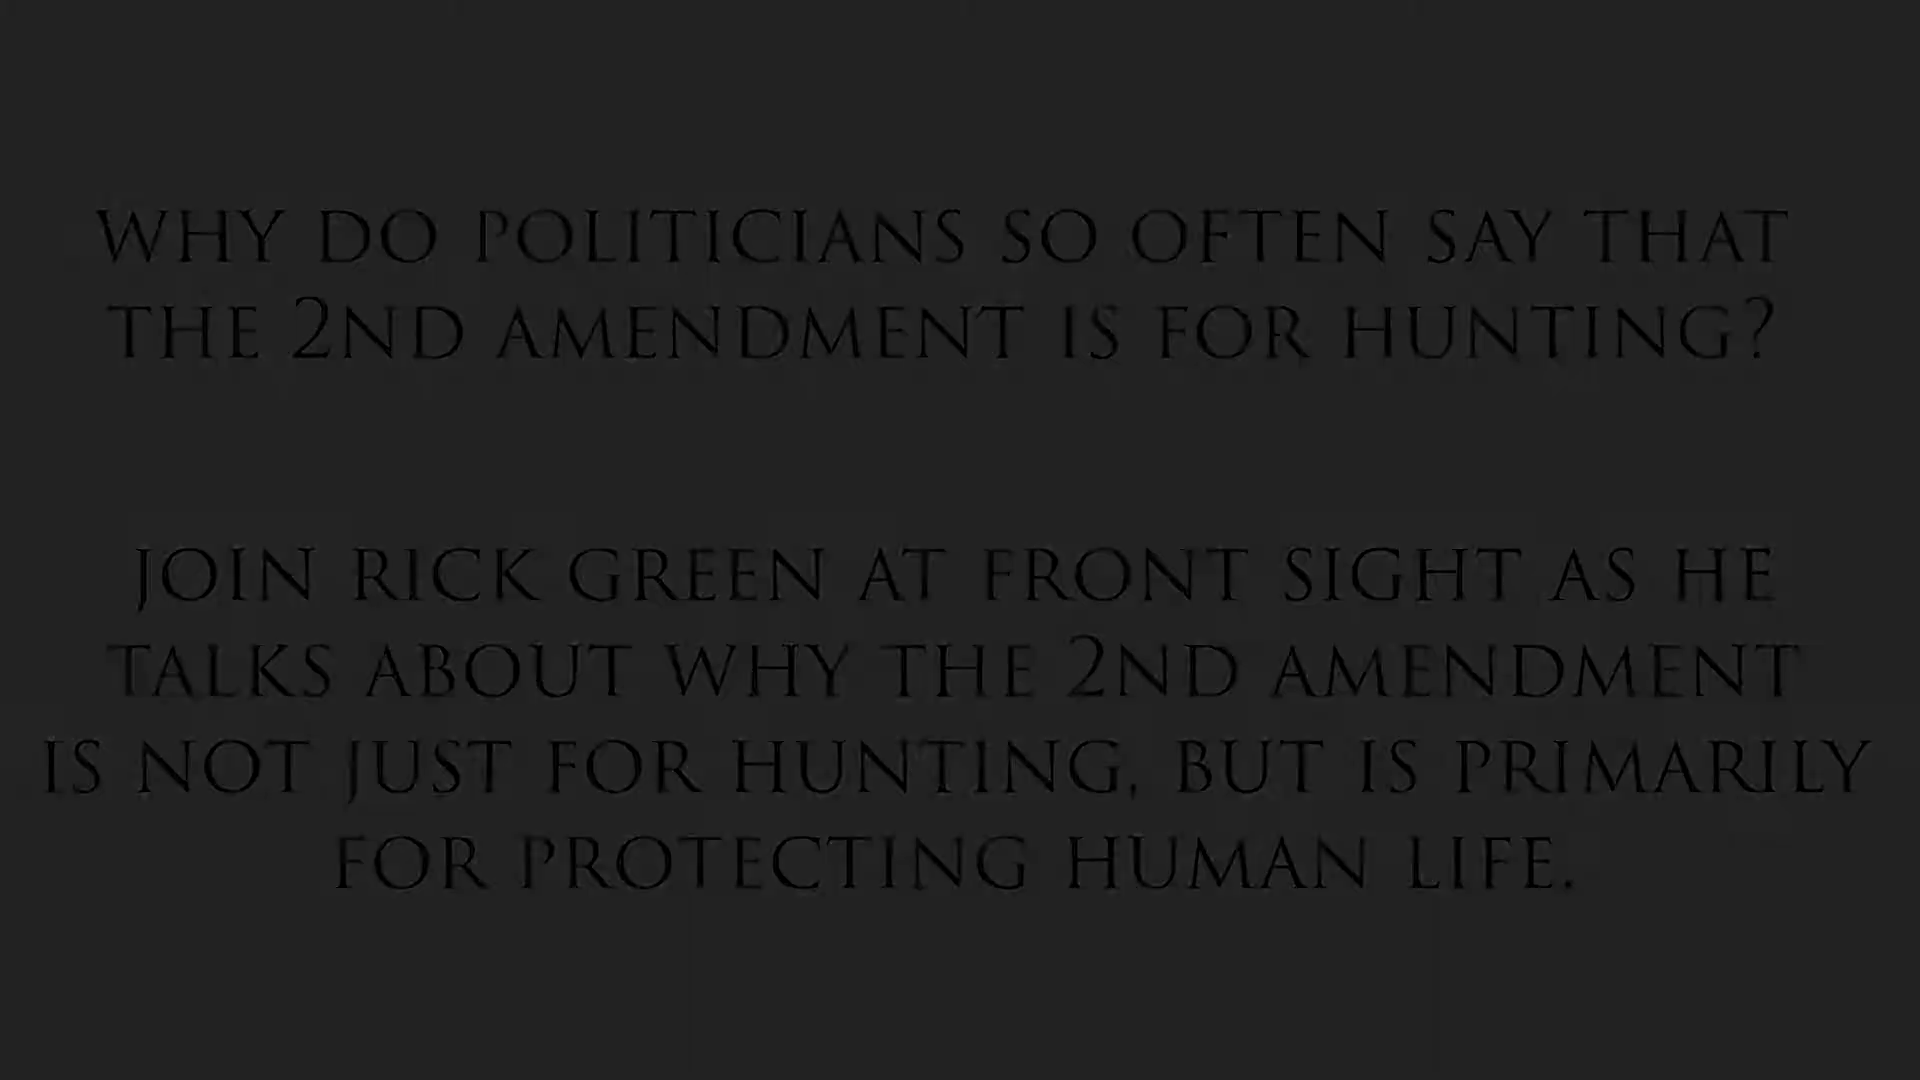 WHY DO POLITICIANS SO OFTEN SAY THAT
THE 2ND AMENDMENT IS FOR HUNTING?
JOIN RICK GREEN AT FRONT SIGHT AS HE
TALKS ABOUT WHY THE 2ND AMENDMENT
IS NOT JUST FOR HUNTING, BUT IS PRIMARILY
FOR PROTECTING HUMAN LIFE.